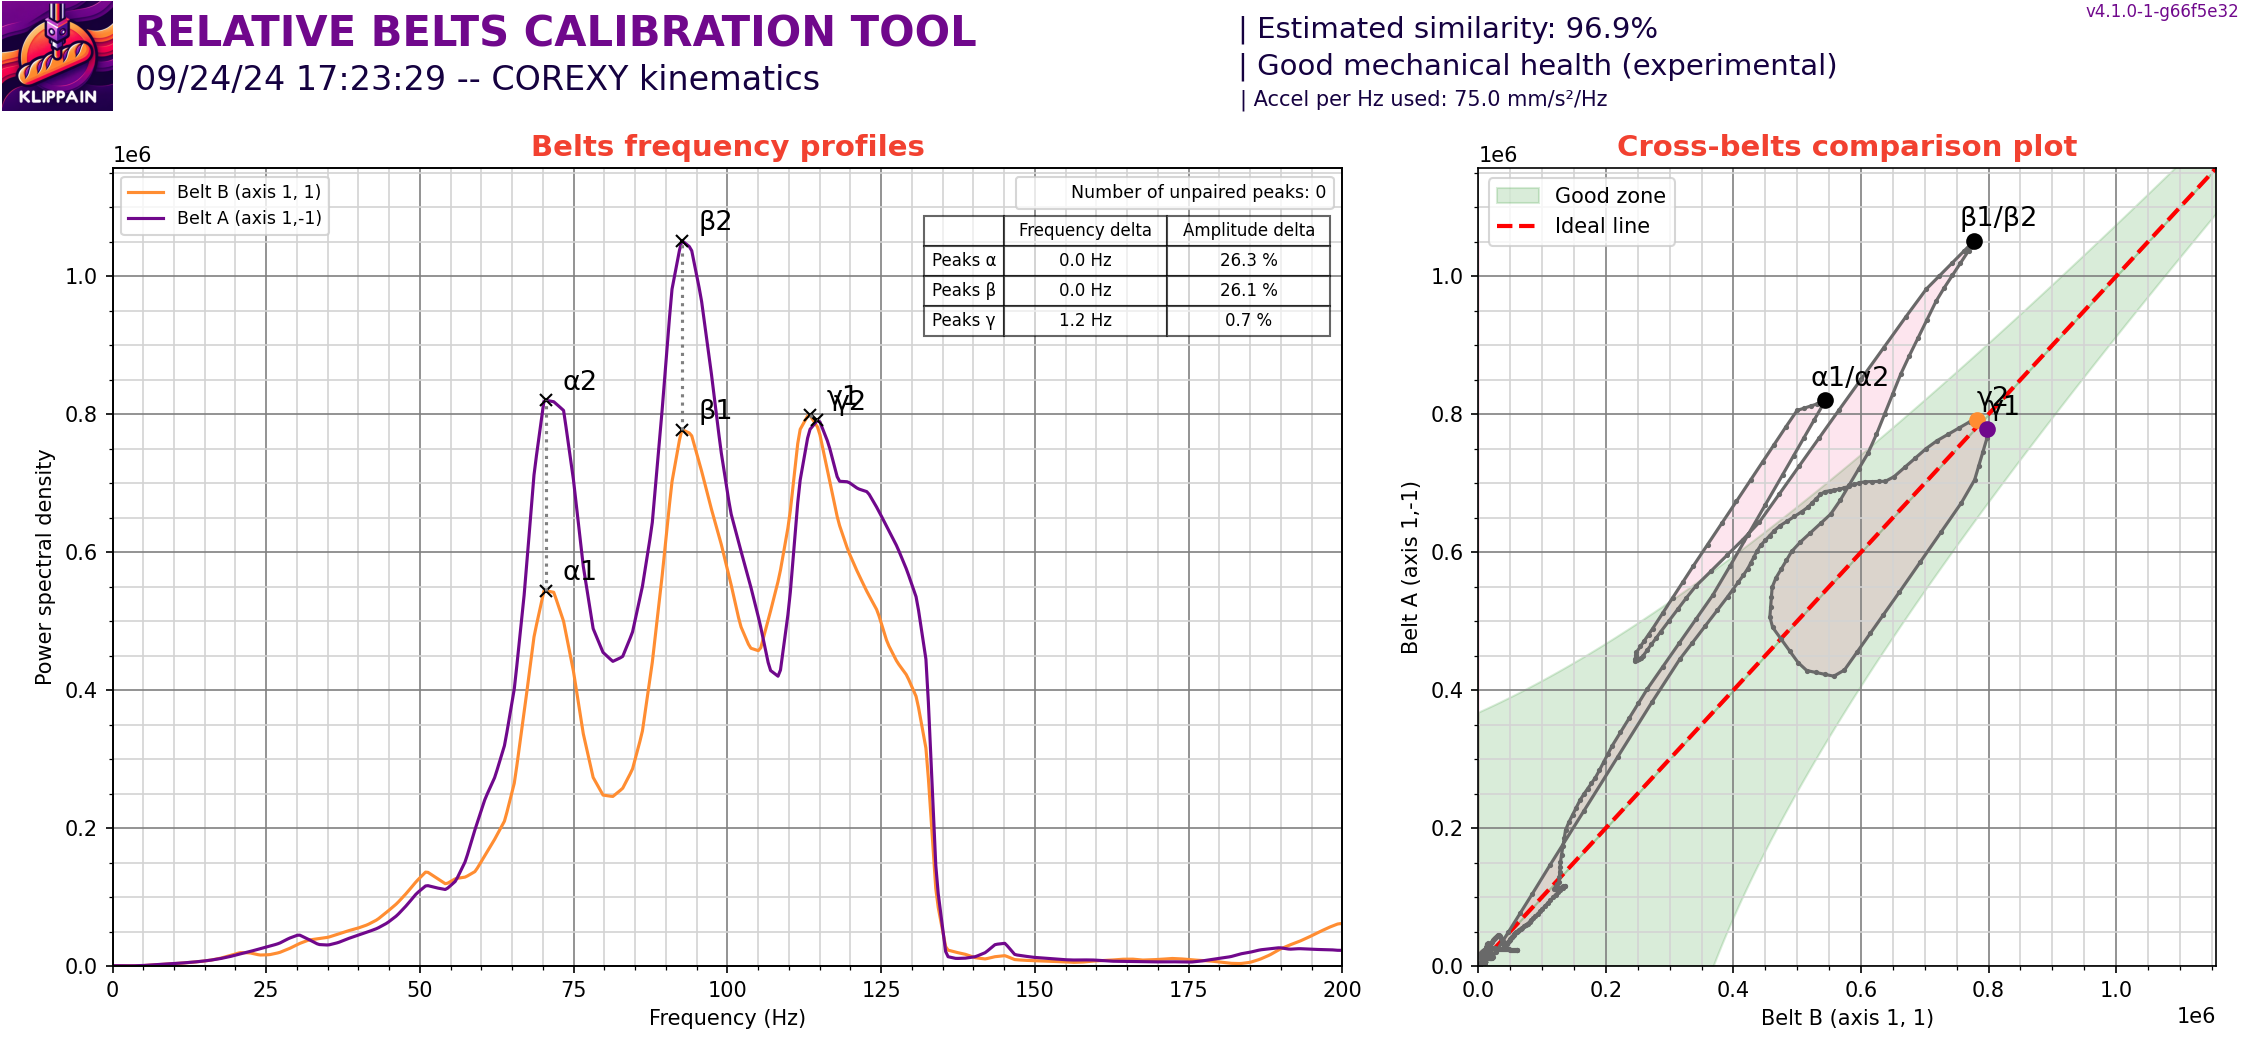 KLIPPAIN
RELATIVE BELTS CALIBRATION TOOL
09/24/24 17:23:29 -- COREXY kinematics
| Estimated similarity: 96.9%
| Good mechanical health (experimental)
| Accel per Hz used: 75.0 mm/s²/Hz
v4.1.0-1-g66f5e32
Belts frequency profiles
1e6
Belt B (axis 1, 1)
Belt A (axis 1,-1)
Number of unpaired peaks: 0
Frequency delta Amplitude delta
Peaks α 0.0 Hz 26.3 %
Peaks β 0.0 Hz 26.1 %
Peaks γ 1.2 Hz 0.7 %
β2
α2
β1
γ1
γ2
α1
1.0
0.8
0.6
0.4
0.2
0.0
Power spectral density
0 25 50 75 100 125 150 175 200
Frequency (Hz)
Cross-belts comparison plot
1e6
Good zone
Ideal line
β1/β2
α1/α2
γ2
γ1
1.0
0.8
0.6
0.4
0.2
0.0
Belt A (axis 1,-1)
0.0 0.2 0.4 0.6 0.8 1.0
Belt B (axis 1, 1)
1e6